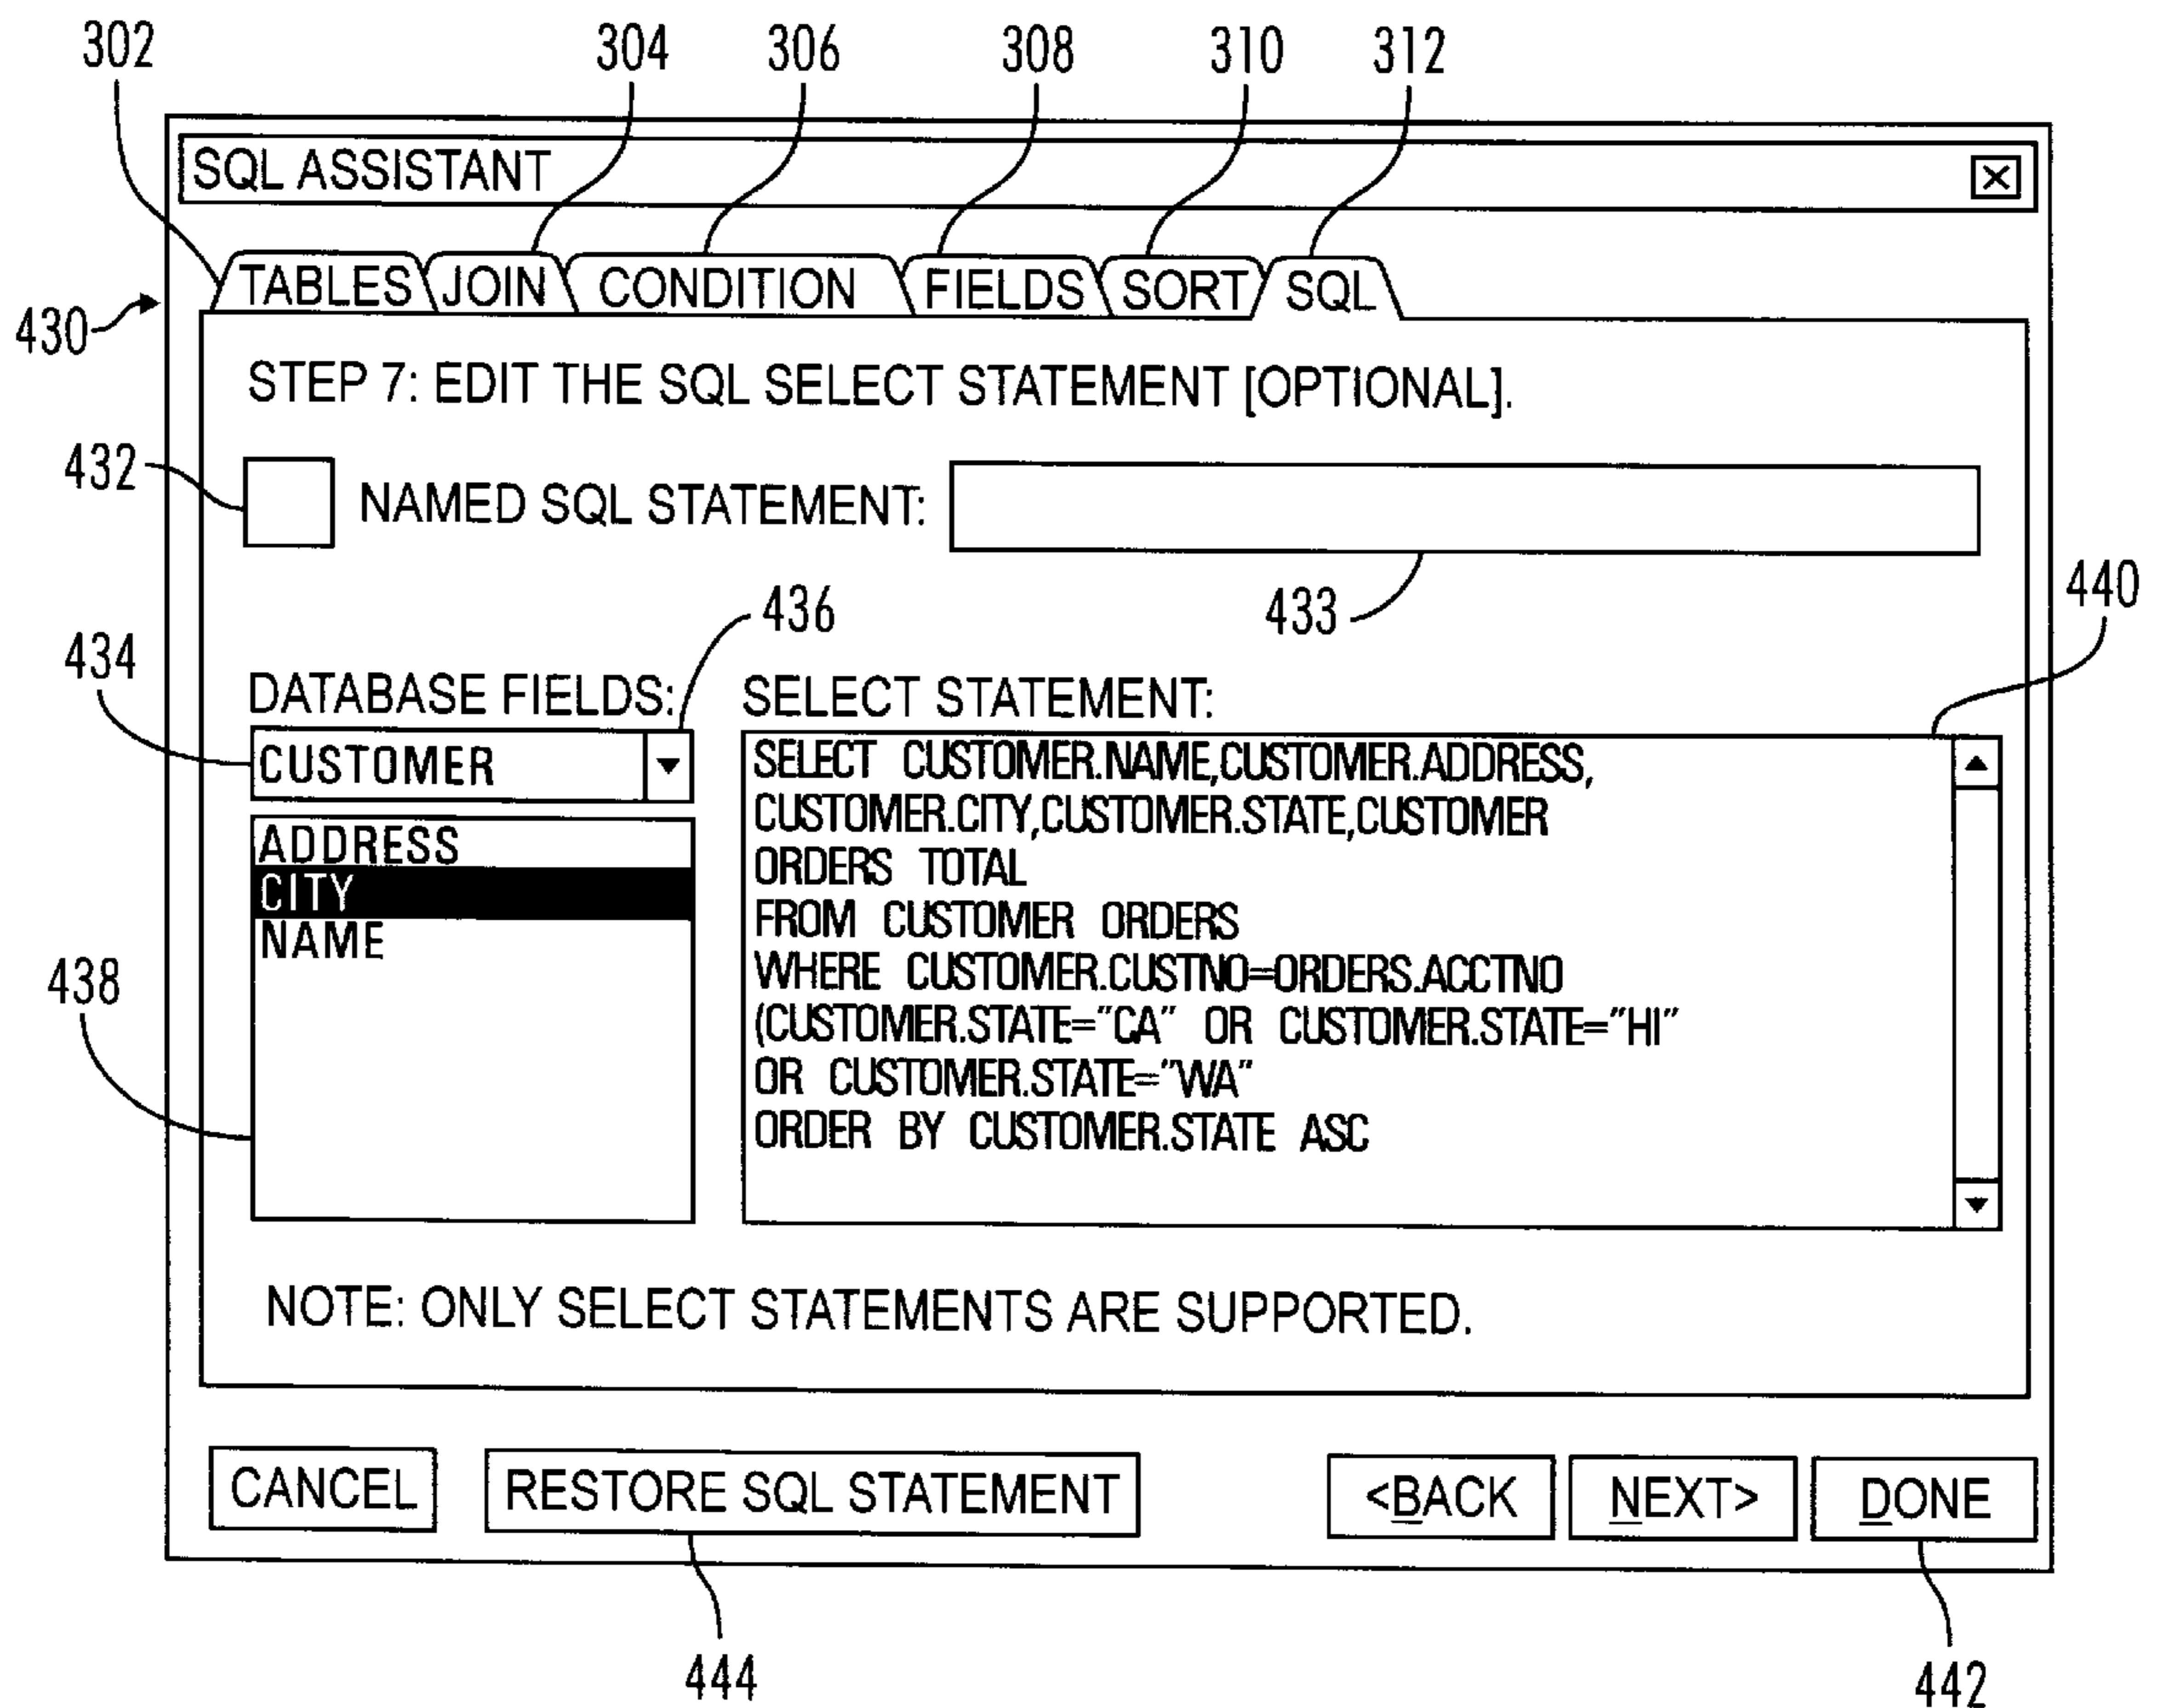 302 304 306 308 310 312
SQL ASSISTANT
TABLES JOIN CONDITION FIELDS SORT SQL
430
STEP 7: EDIT THE SQL SELECT STATEMENT [OPTIONAL].
432
NAMED SQL STATEMENT:
433
440
434
436
DATABASE FIELDS:
CUSTOMER
ADDRESS
CITY
NAME
438
SELECT STATEMENT:
SELECT CUSTOMER.NAME,CUSTOMER.ADDRESS,
CUSTOMER.CITY,CUSTOMER.STATE,CUSTOMER
ORDERS TOTAL
FROM CUSTOMER ORDERS
WHERE CUSTOMER.CUSTNO=ORDERS.ACCTNO
(CUSTOMER.STATE="CA" OR CUSTOMER.STATE="HI"
OR CUSTOMER.STATE="WA"
ORDER BY CUSTOMER.STATE ASC
NOTE: ONLY SELECT STATEMENTS ARE SUPPORTED.
CANCEL RESTORE SQL STATEMENT <BACK NEXT> DONE
444 442